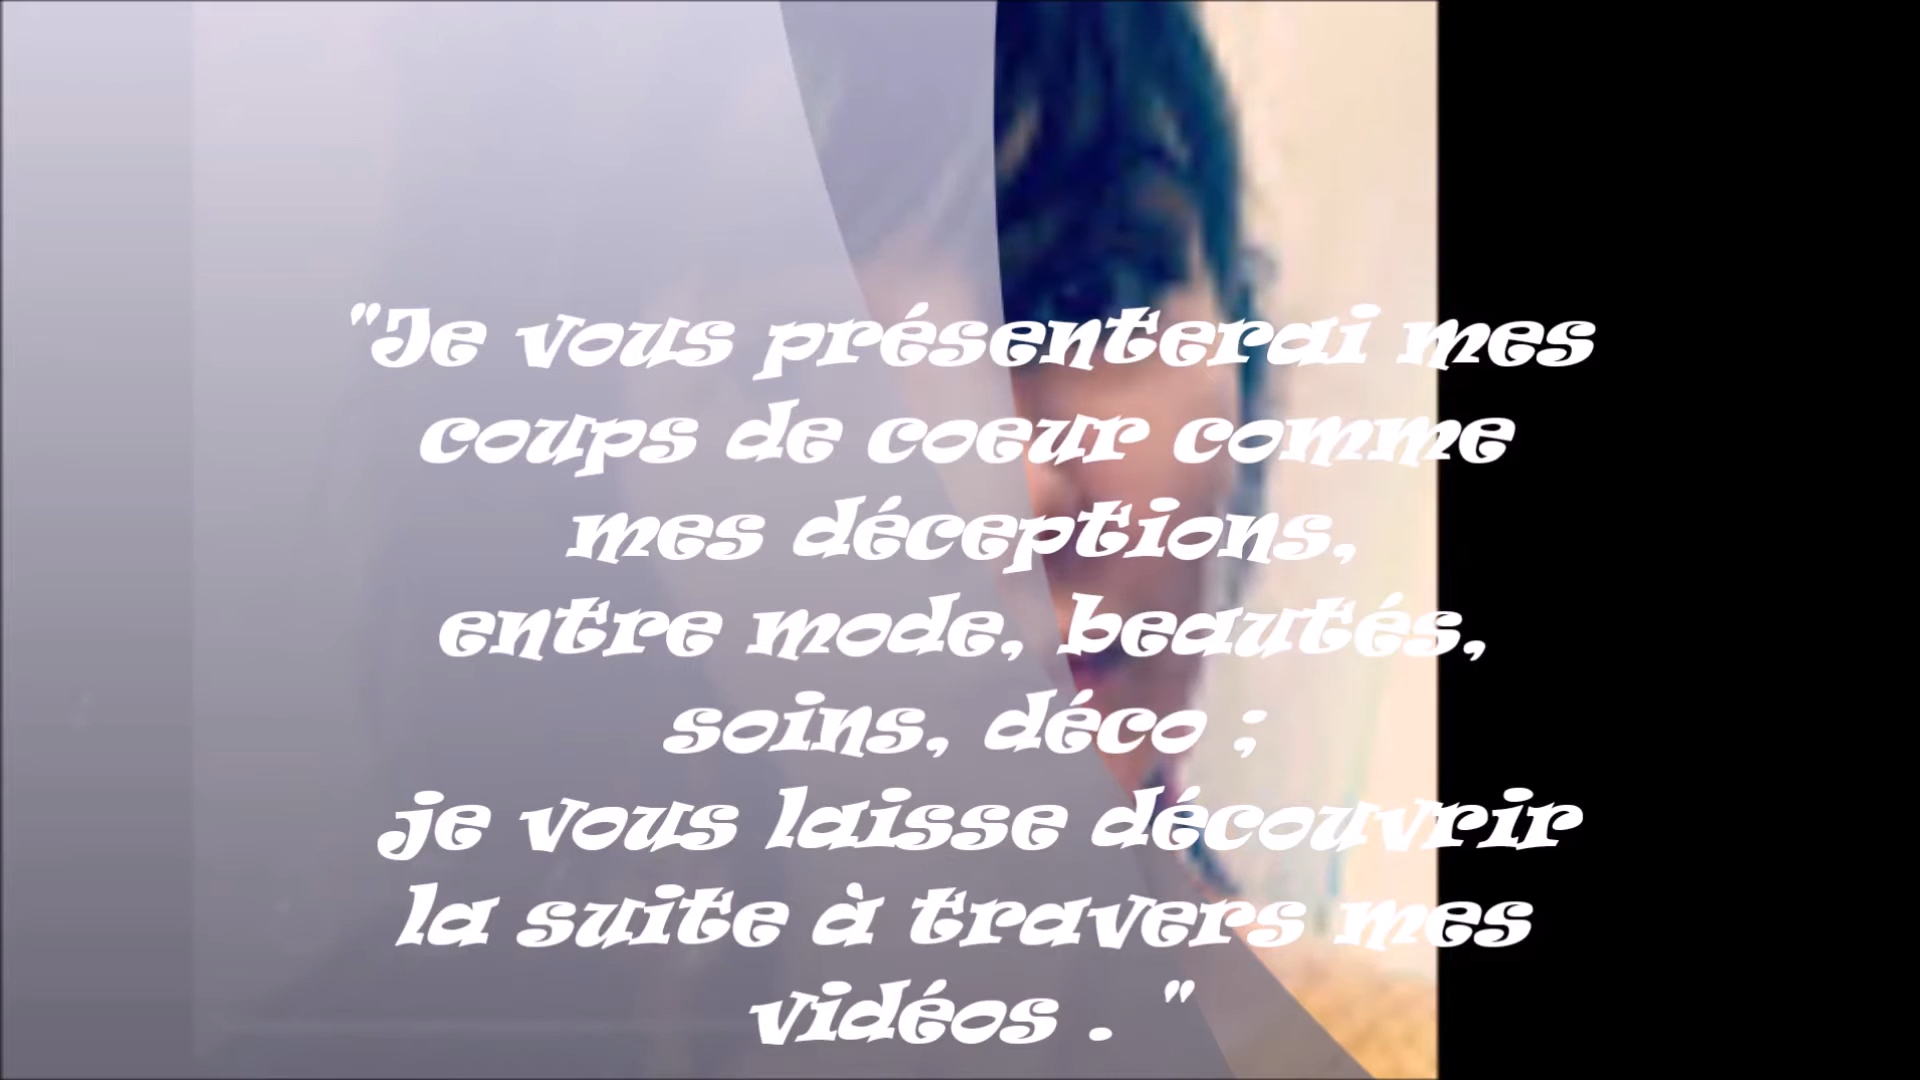 "Je vous présenterai mes
coups de coeur comme
mes déceptions,
entre mode, beautés,
soins, déco ;
je vous laisse découvrir
la suite à travers mes
vidéos . "